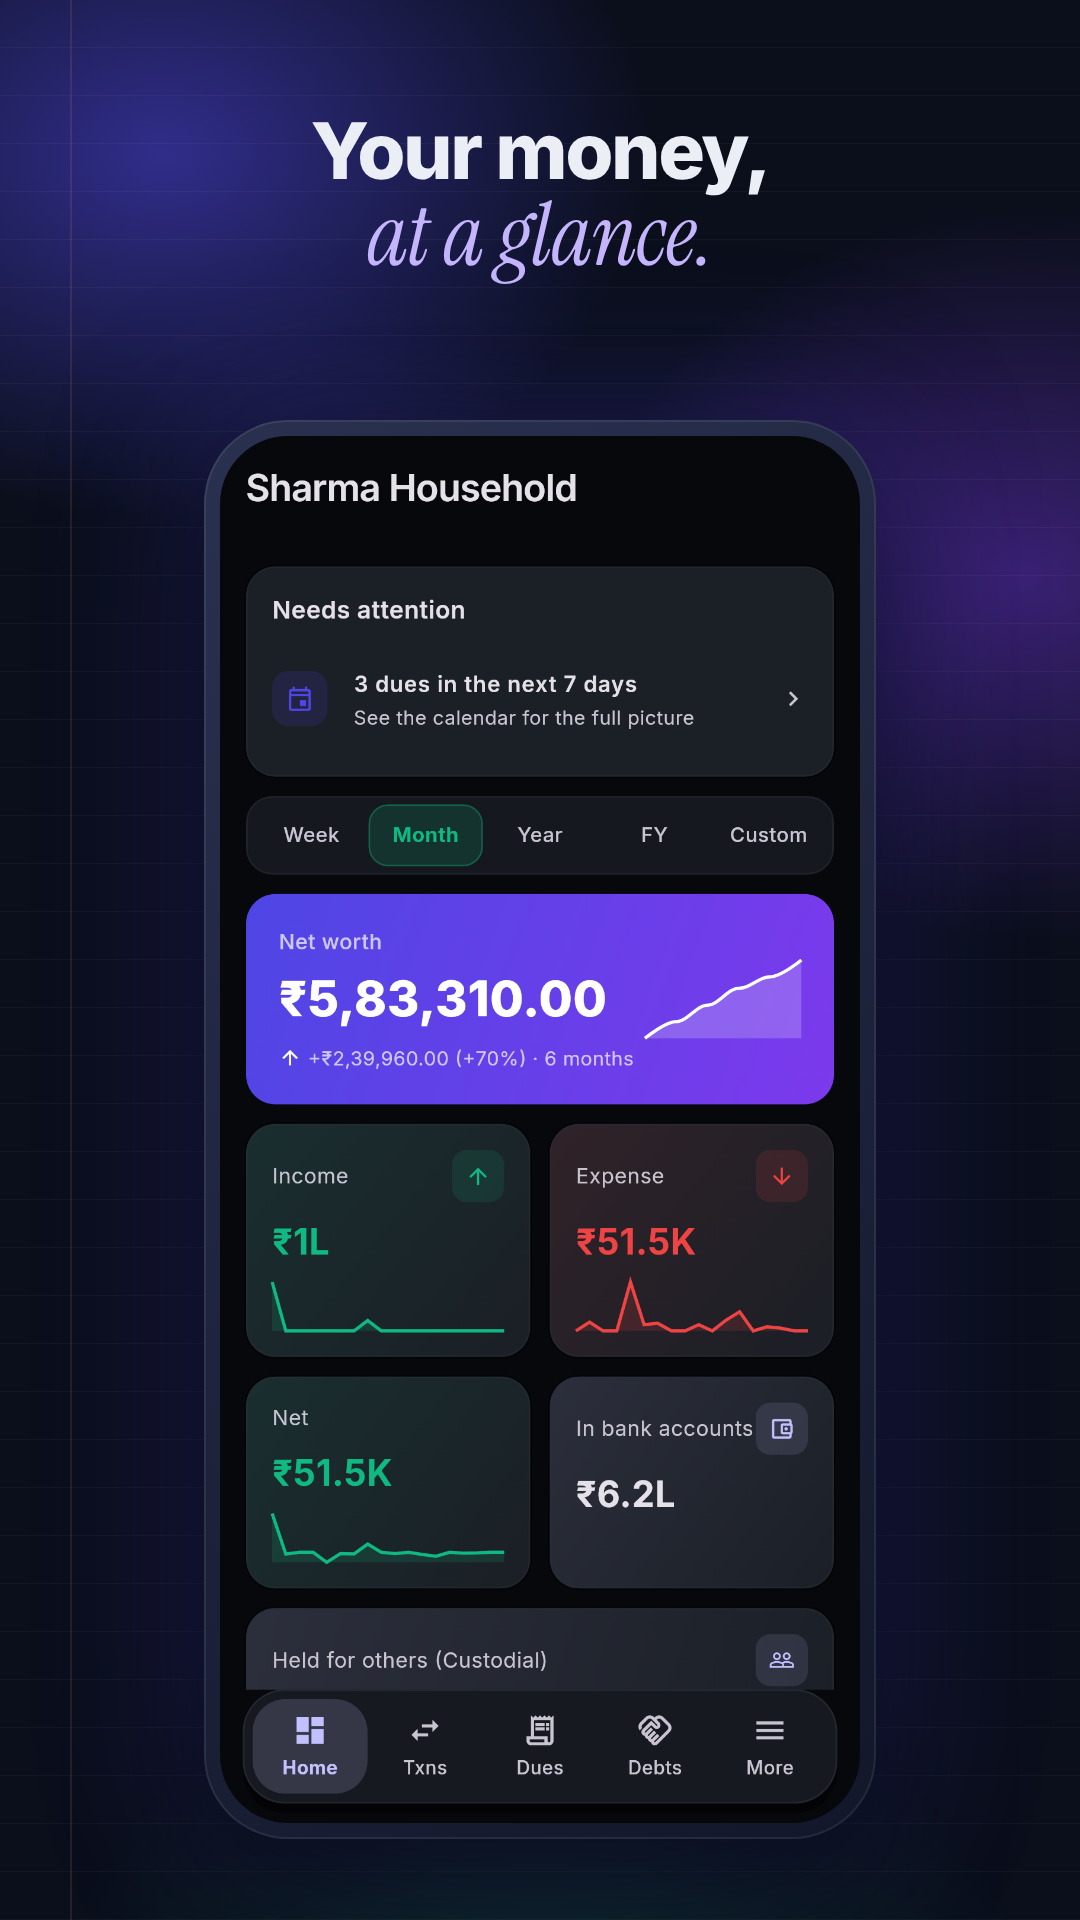 Your money,
at a glance.
Sharma Household
Needs attention
3 dues in the next 7 days
See the calendar for the full picture
Week Month Year FY Custom
Net worth
₹5,83,310.00
+₹2,39,960.00 (+70%) · 6 months
Income
₹1L
Expense
₹51.5K
Net
₹51.5K
In bank accounts
₹6.2L
Held for others (Custodial)
Home Txns Dues Debts More